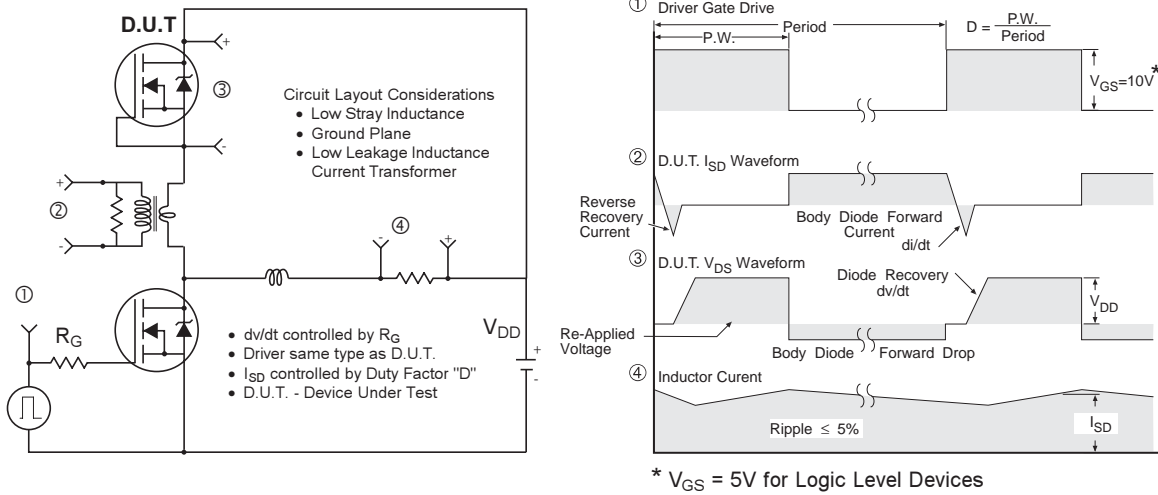 D.U.T
+
③
-
Circuit Layout Considerations
• Low Stray Inductance
• Ground Plane
• Low Leakage Inductance
Current Transformer
+
②
-
④
- +
①
R_G
• dv/dt controlled by R_G
• Driver same type as D.U.T.
• I_SD controlled by Duty Factor "D"
• D.U.T. - Device Under Test
V_DD
+
-
① Driver Gate Drive
P.W.
Period
D = P.W.
Period
V_GS=10V *
② D.U.T. I_SD Waveform
Reverse
Recovery
Current
Body Diode Forward
Current
di/dt
③ D.U.T. V_DS Waveform
Diode Recovery
dv/dt
V_DD
Re-Applied
Voltage
Body Diode Forward Drop
④ Inductor Curent
Ripple ≤ 5%
I_SD
* V_GS = 5V for Logic Level Devices